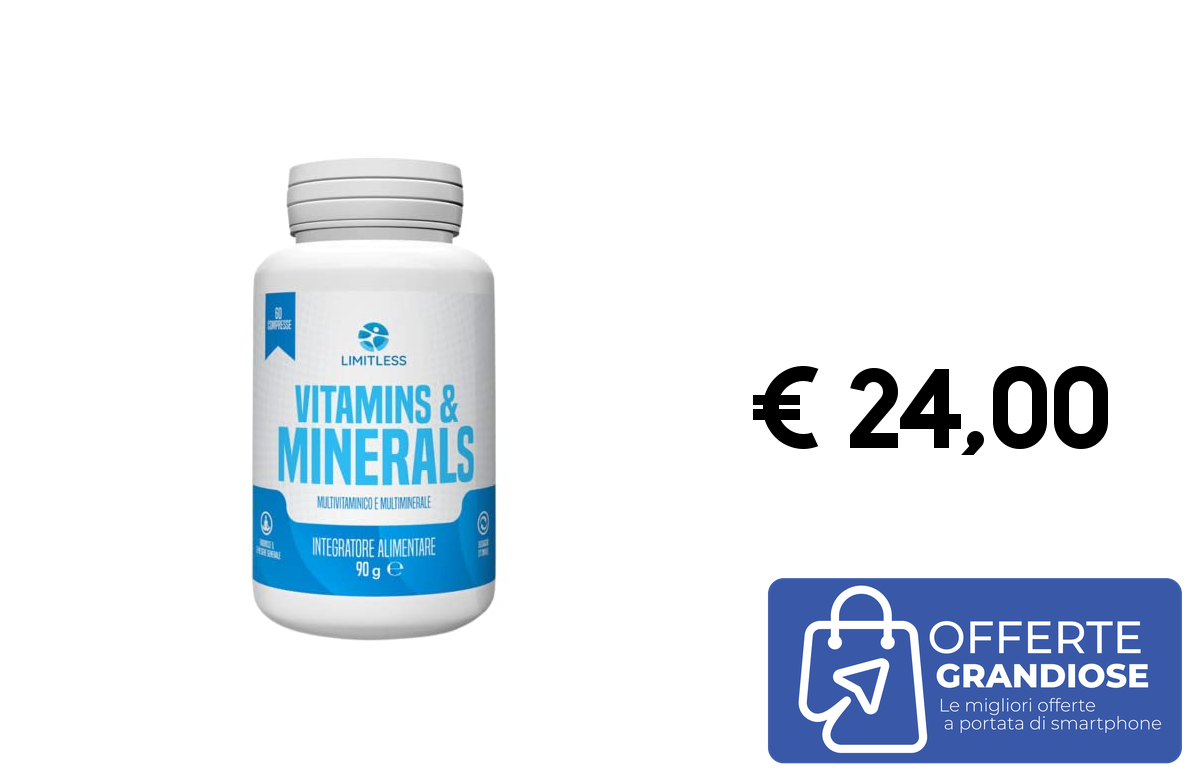 60
COMPRESSE
LIMITLESS
VITAMINS &
MINERALS
MULTIVITAMINICO E MULTIMINERALE
INTEGRATORE ALIMENTARE
90 g ℮
€ 24,00
OFFERTE
GRANDIOSE
Le migliori offerte
a portata di smartphone